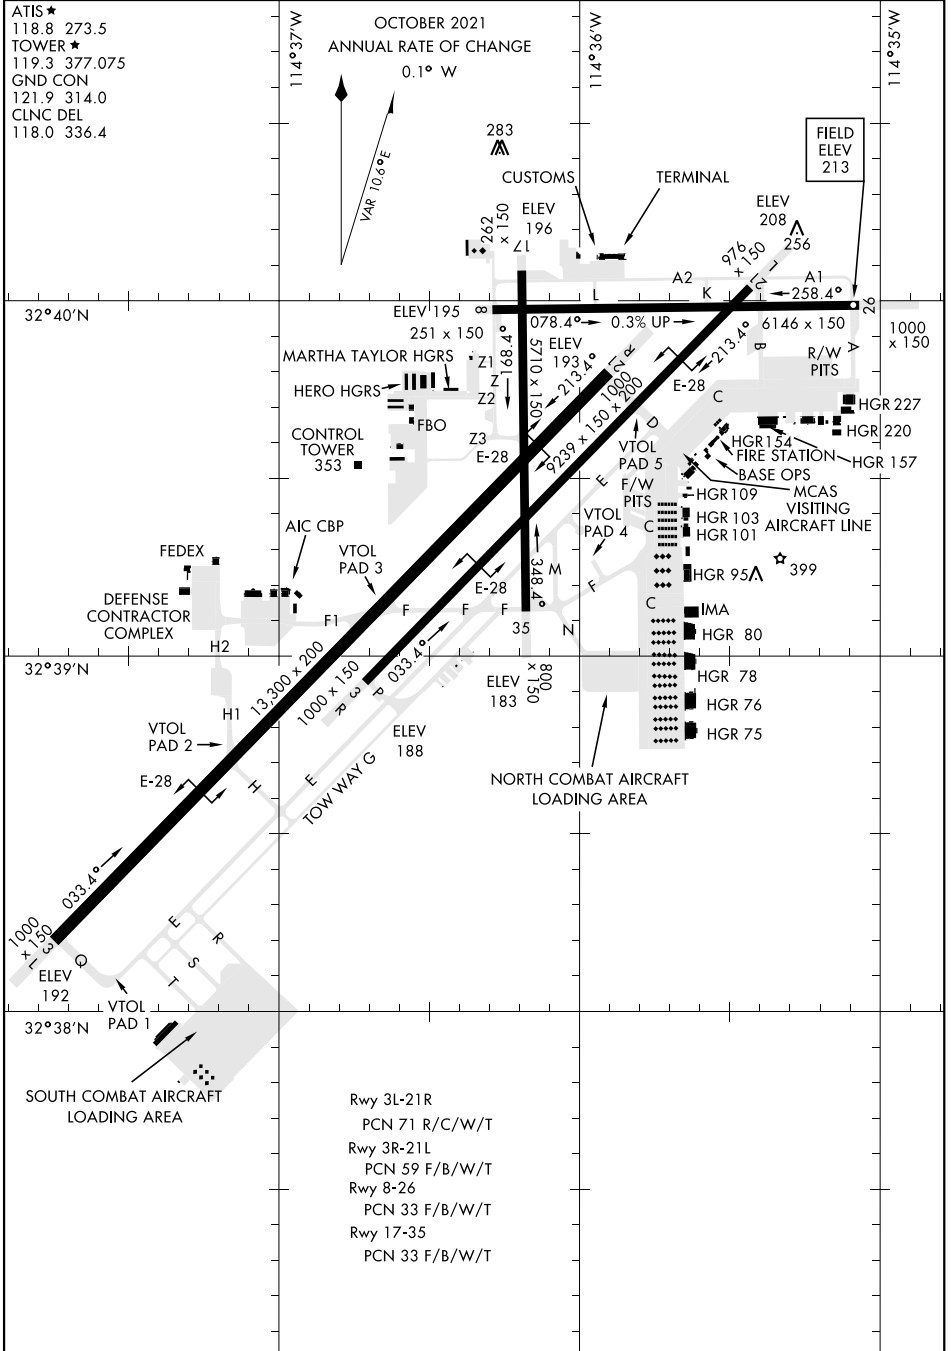 ATIS ★
118.8 273.5
TOWER ★
119.3 377.075
GND CON
121.9 314.0
CLNC DEL
118.0 336.4
OCTOBER 2021
ANNUAL RATE OF CHANGE
0.1° W
VAR 10.6° E
114°37'W
114°36'W
114°35'W
283
FIELD
ELEV
213
CUSTOMS
TERMINAL
262
x 150
17
ELEV
196
ELEV
208
256
976
x 150
21
L
A2
A1
L
K
258.4°
32°40'N
ELEV 195
8
26
251 x 150
078.4°
0.3% UP
6146 x 150
1000
x 150
168.4°
5710 x 150
ELEV
193
213.4°
21
R
1000
213.4°
B
A
R/W
PITS
MARTHA TAYLOR HGRS
Z1
Z
Z2
HERO HGRS
E-28
C
FBO
CONTROL
TOWER
353
Z3
E-28
9239 x 150 x 200
VTOL
PAD 5
D
HGR 227
HGR 220
HGR 154
FIRE STATION
HGR 157
BASE OPS
MCAS
VISITING
AIRCRAFT LINE
E
F/W
PITS
HGR109
HGR 103
HGR 101
C
VTOL
PAD 4
AIC CBP
VTOL
PAD 3
FEDEX
399
HGR 95
E-28
348.4°
M
F
DEFENSE
CONTRACTOR
COMPLEX
C
IMA
F1
F
F
F
35
N
HGR 80
H2
32°39'N
13,300 x 200
1000 x 150
033.4°
3
R
P
ELEV
183
800
x 150
HGR 78
HGR 76
HGR 75
H1
VTOL
PAD 2
ELEV
188
E-28
H
E
TOW WAY G
NORTH COMBAT AIRCRAFT
LOADING AREA
033.4°
1000
x 150
3
L
E
R
S
T
Q
ELEV
192
VTOL
PAD 1
32°38'N
SOUTH COMBAT AIRCRAFT
LOADING AREA
Rwy 3L-21R
PCN 71 R/C/W/T
Rwy 3R-21L
PCN 59 F/B/W/T
Rwy 8-26
PCN 33 F/B/W/T
Rwy 17-35
PCN 33 F/B/W/T